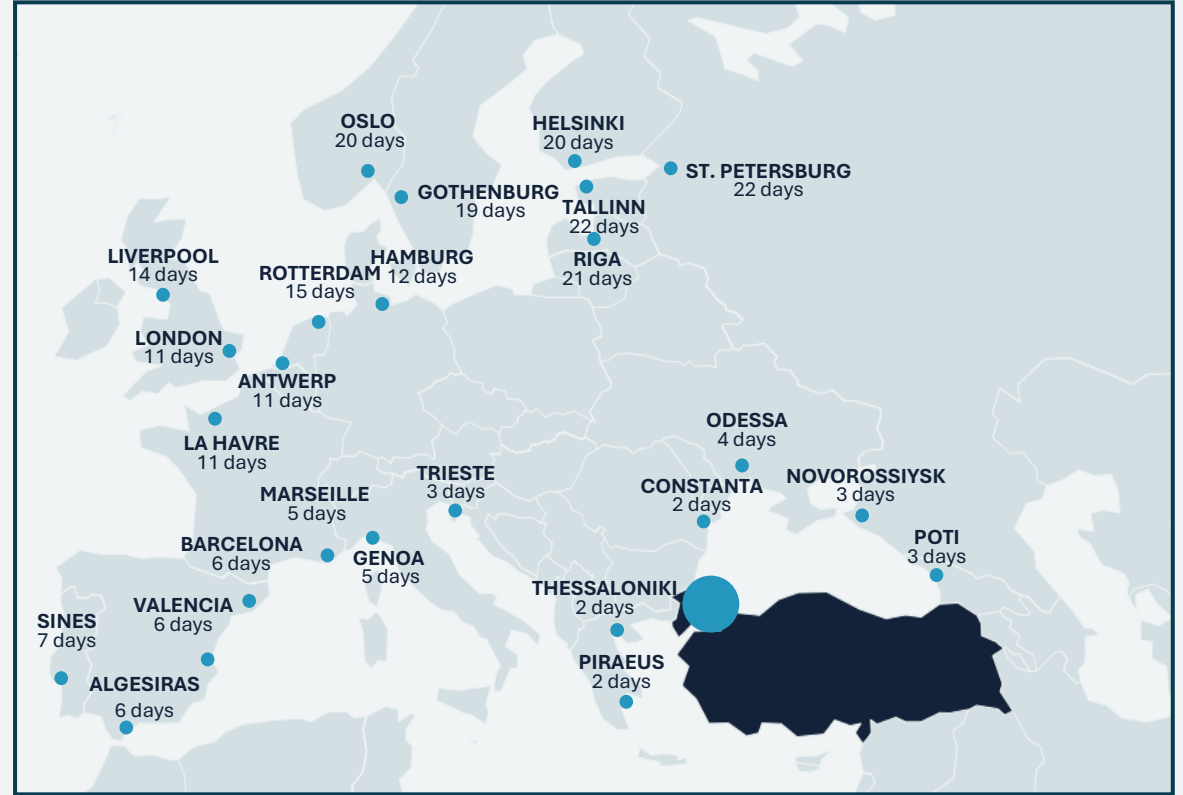 OSLO
20 days
HELSINKI
20 days
ST. PETERSBURG
22 days
GOTHENBURG
19 days
TALLINN
22 days
RIGA
21 days
LIVERPOOL
14 days
HAMBURG
12 days
ROTTERDAM
15 days
LONDON
11 days
ANTWERP
11 days
LA HAVRE
11 days
ODESSA
4 days
TRIESTE
3 days
NOVOROSSIYSK
3 days
CONSTANTA
2 days
MARSEILLE
5 days
POTI
3 days
BARCELONA
6 days
GENOA
5 days
THESSALONIKI
2 days
VALENCIA
6 days
SINES
7 days
PIRAEUS
2 days
ALGESIRAS
6 days